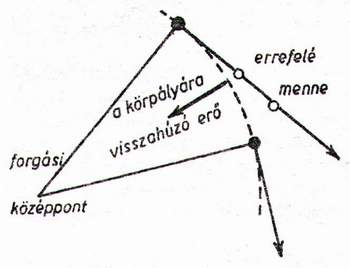 errefelé
menne
a körpályára
visszahúzó erő
forgási
középpont